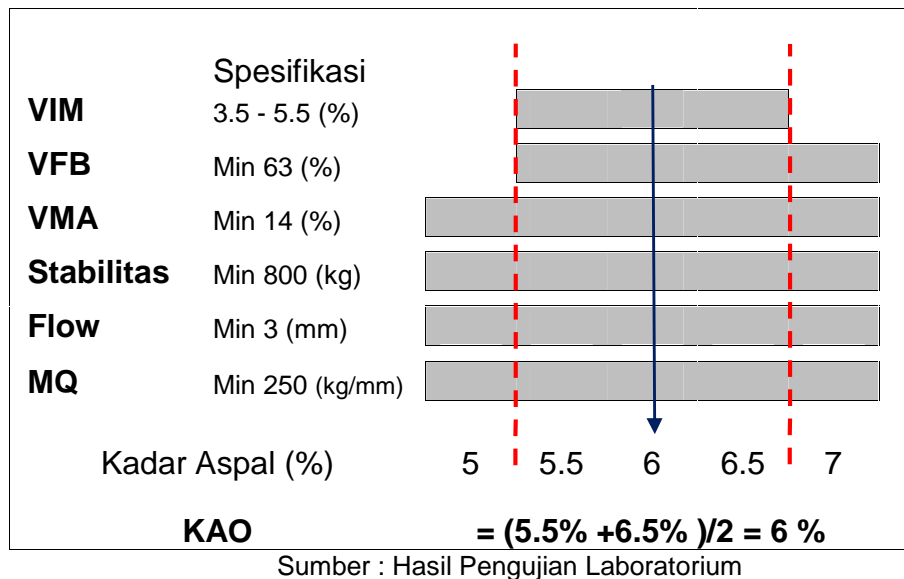 Spesifikasi
VIM 3.5 - 5.5 (%)
VFB Min 63 (%)
VMA Min 14 (%)
Stabilitas Min 800 (kg)
Flow Min 3 (mm)
MQ Min 250 (kg/mm)
Kadar Aspal (%) 5 5.5 6 6.5 7
KAO = (5.5% +6.5% )/2 = 6 %
Sumber : Hasil Pengujian Laboratorium